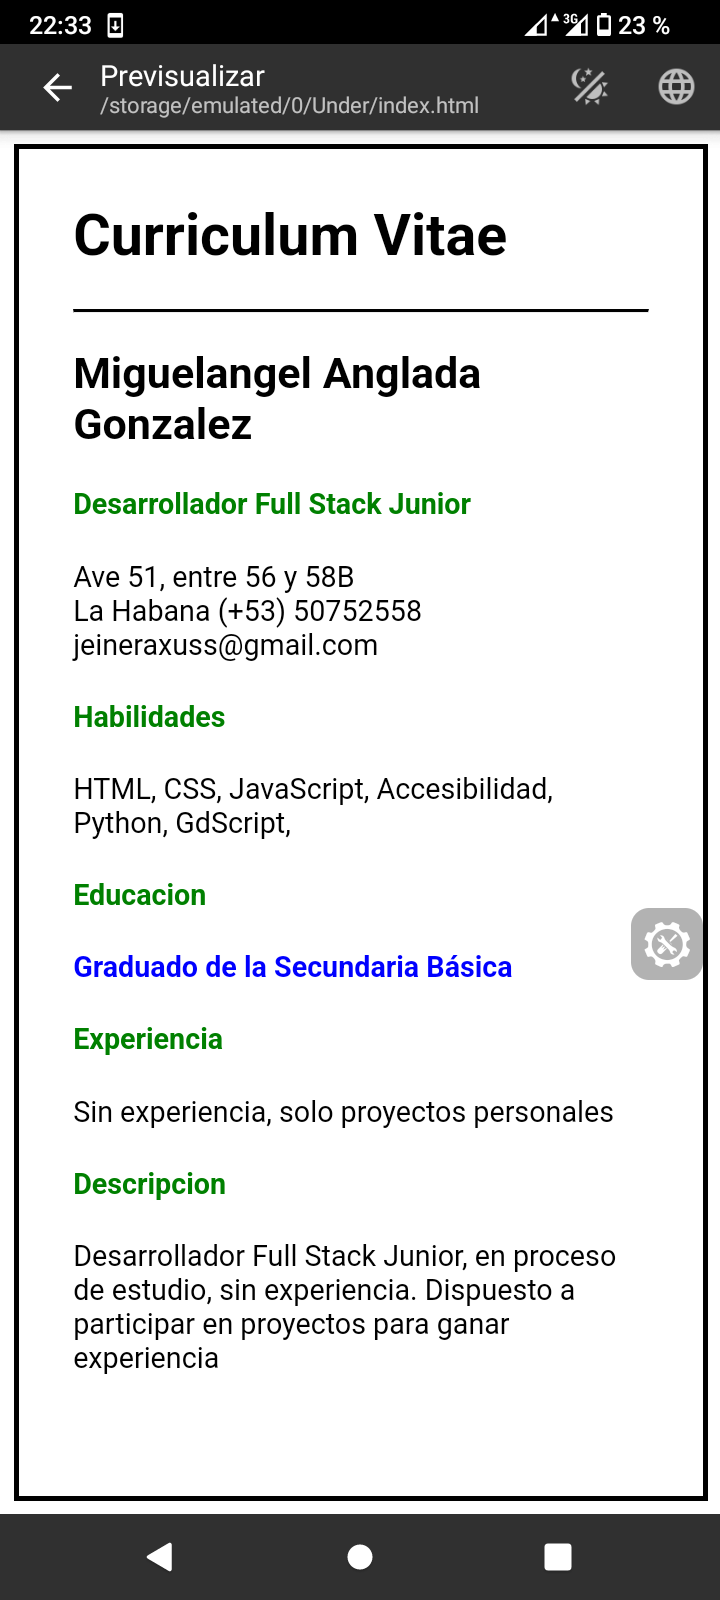 22:33
3G
23 %
Previsualizar
/storage/emulated/0/Under/index.html
Curriculum Vitae
Miguelangel Anglada
Gonzalez
Desarrollador Full Stack Junior
Ave 51, entre 56 y 58B
La Habana (+53) 50752558
jeineraxuss@gmail.com
Habilidades
HTML, CSS, JavaScript, Accesibilidad,
Python, GdScript,
Educacion
Graduado de la Secundaria Básica
Experiencia
Sin experiencia, solo proyectos personales
Descripcion
Desarrollador Full Stack Junior, en proceso
de estudio, sin experiencia. Dispuesto a
participar en proyectos para ganar
experiencia